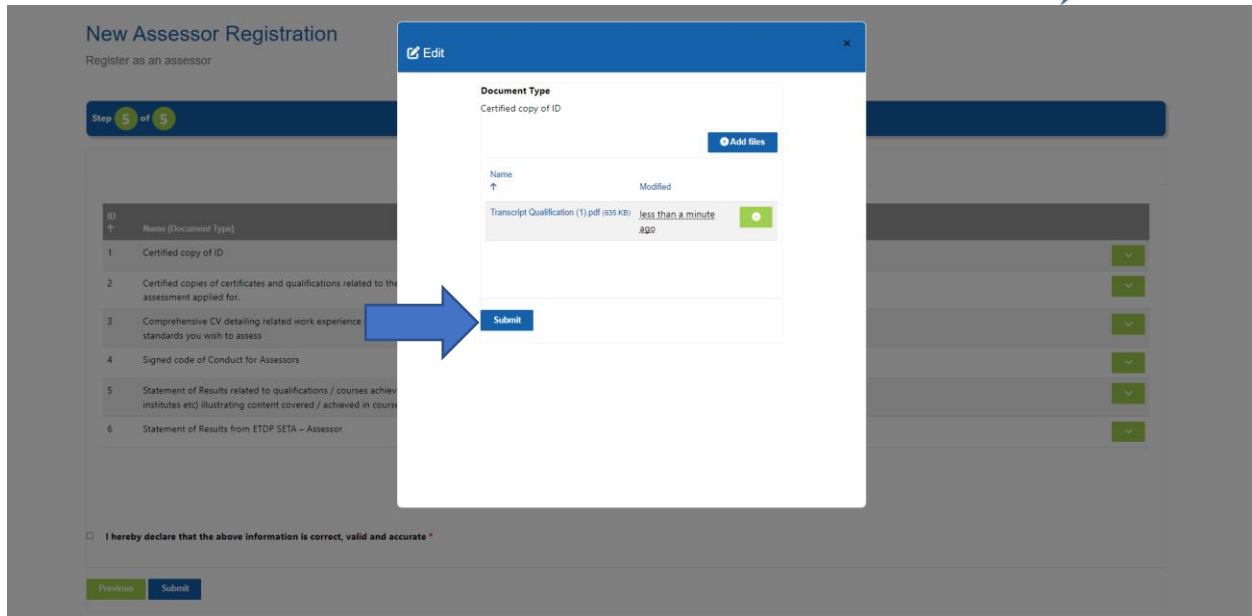 New Assessor Registration
Register as an assessor
Step 5 of 5
ID
↑ Name (Document Type)
1 Certified copy of ID
2 Certified copies of certificates and qualifications related to the
assessment applied for.
3 Comprehensive CV detailing related work experience
standards you wish to assess
4 Signed code of Conduct for Assessors
5 Statement of Results related to qualifications / courses achiev
institutes etc) illustrating content covered / achieved in course
6 Statement of Results from ETDP SETA – Assessor
I hereby declare that the above information is correct, valid and accurate *
Previous Submit
Edit ×
Document Type
Certified copy of ID
Add files
Name
↑ Modified
Transcript Qualification (1).pdf (635 KB) less than a minute
ago
Submit